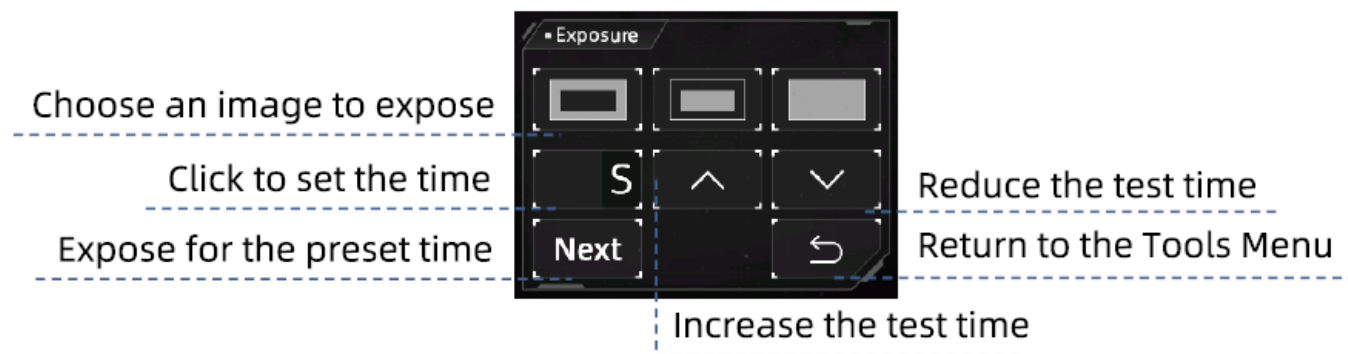 ▪ Exposure
Choose an image to expose
Click to set the time
S
Reduce the test time
Expose for the preset time
Next
Return to the Tools Menu
Increase the test time